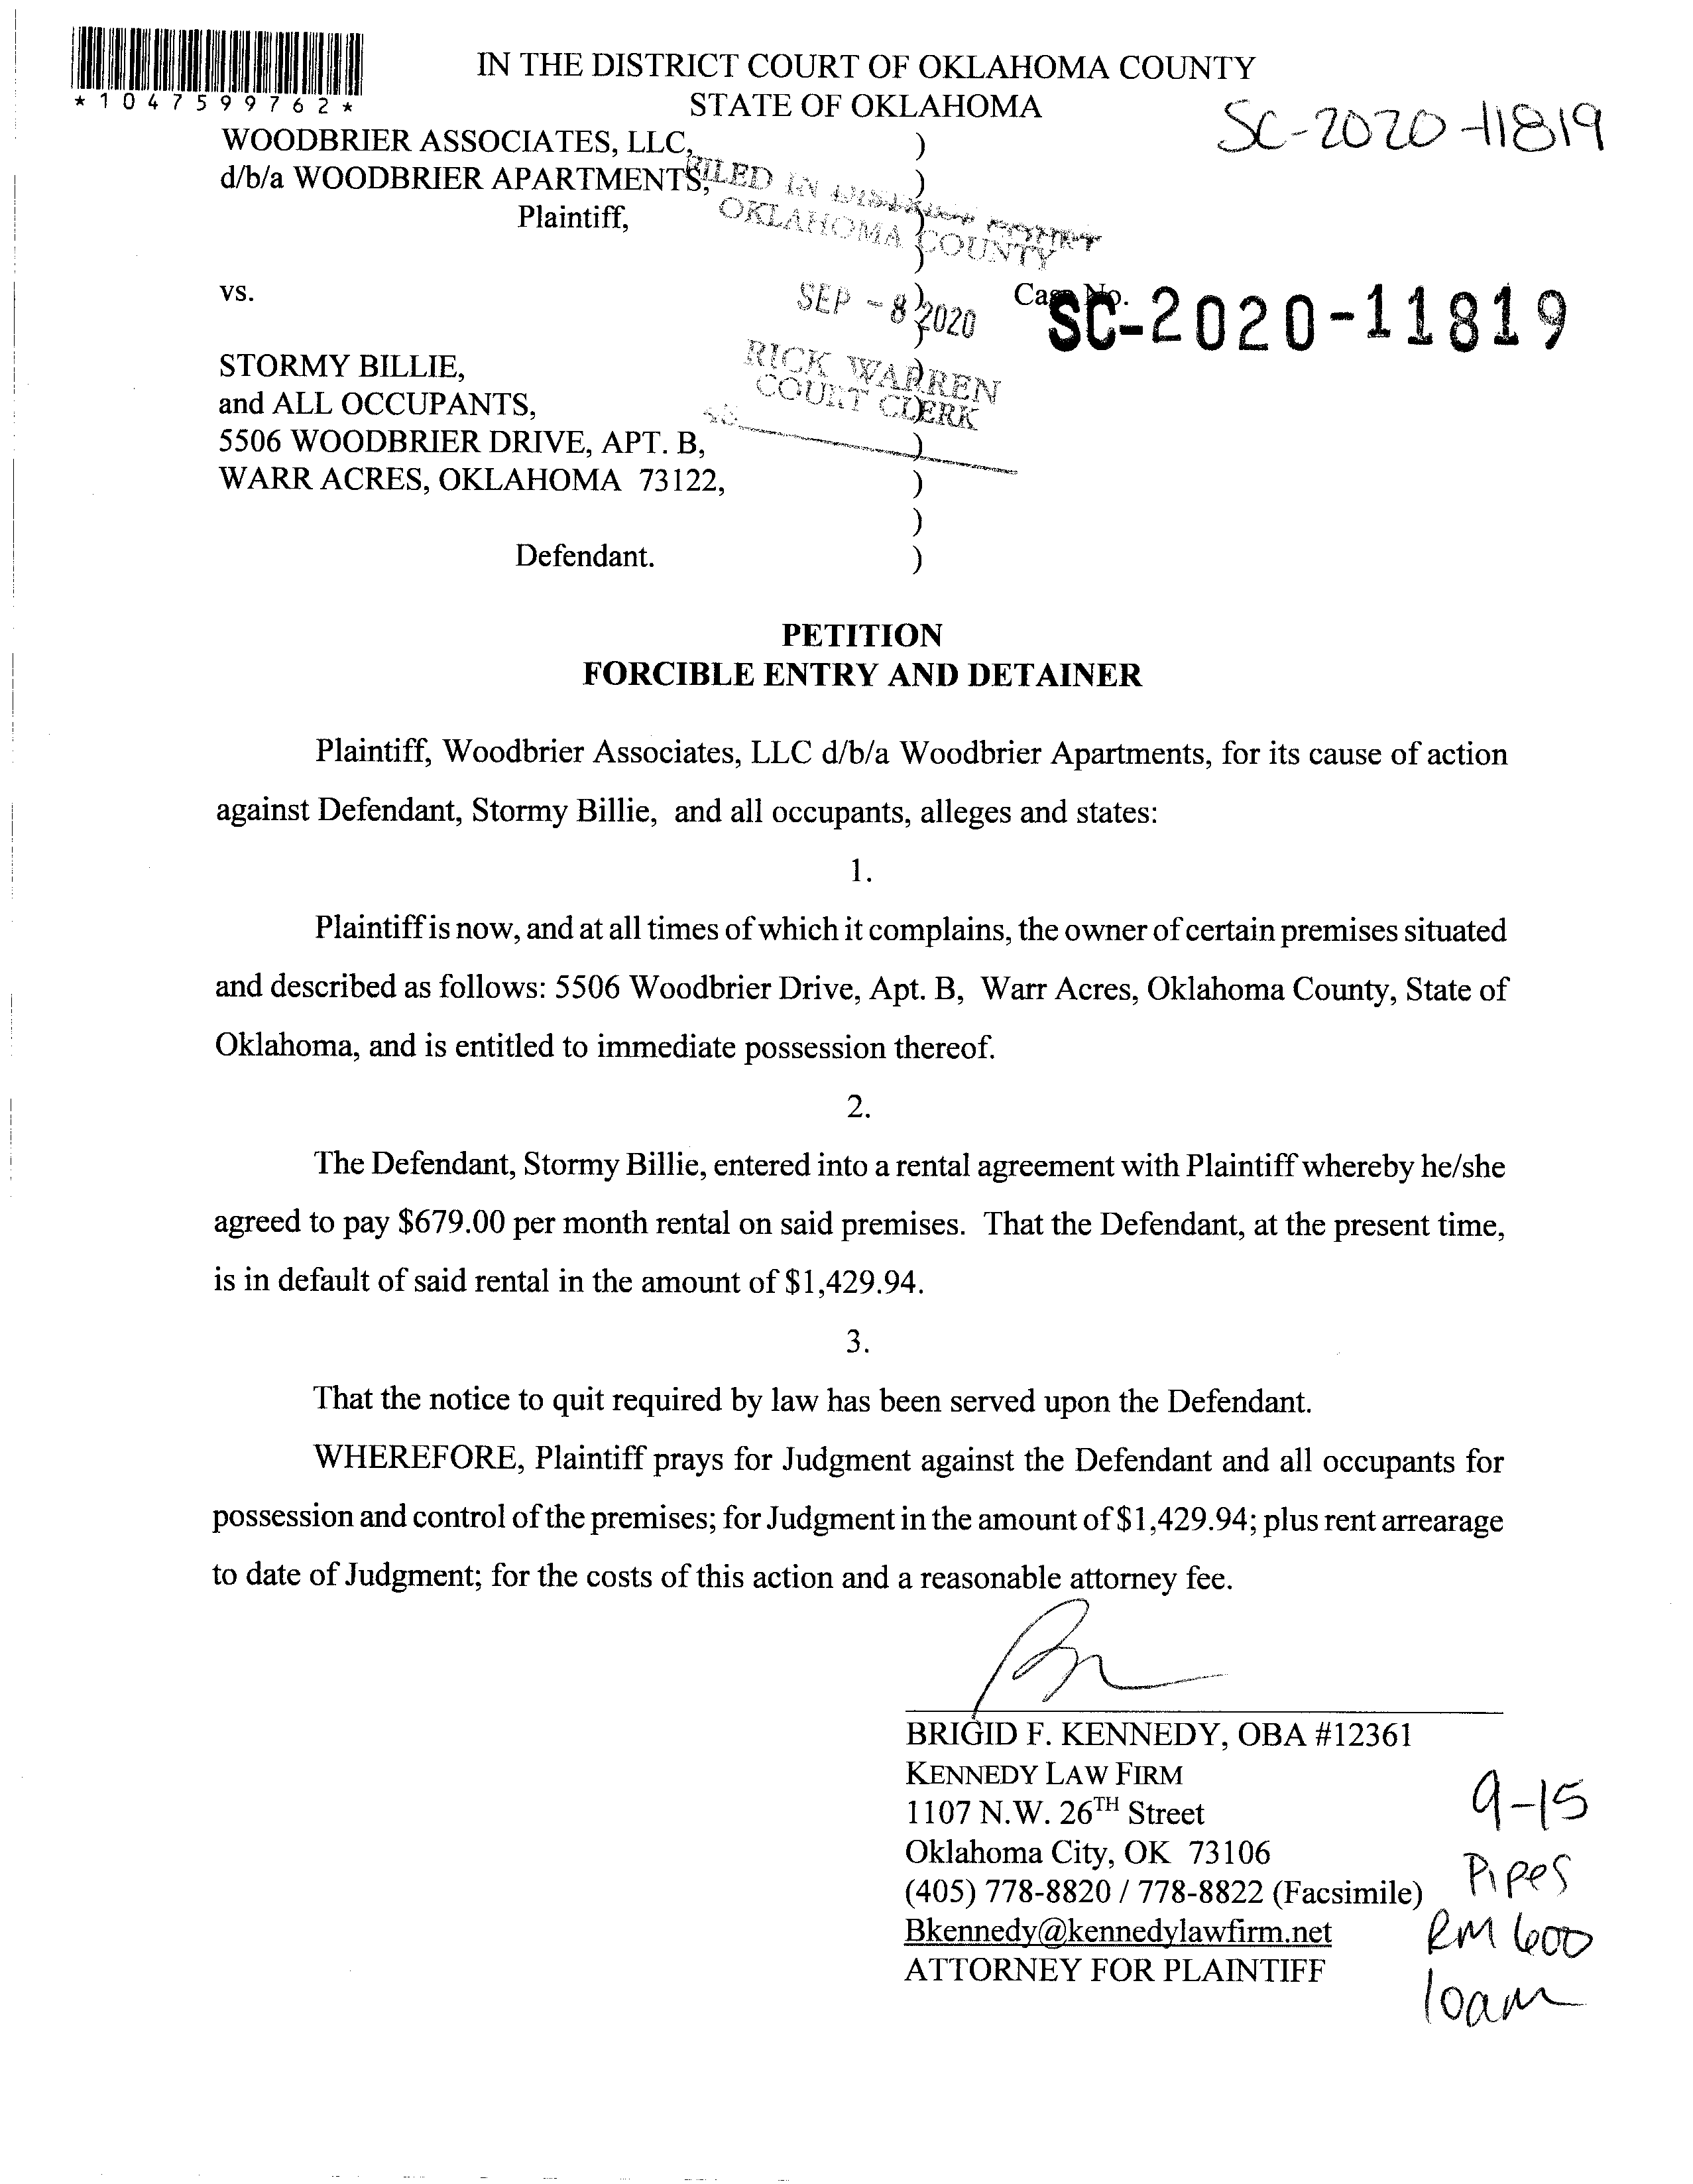 *1047599762*
IN THE DISTRICT COURT OF OKLAHOMA COUNTY
STATE OF OKLAHOMA
SC-2020-11819
WOODBRIER ASSOCIATES, LLC, )
d/b/a WOODBRIER APARTMENTS, )
Plaintiff, )
)
FILED IN DISTRICT COURT
OKLAHOMA COUNTY
SEP - 8 2020
RICK WARREN
COURT CLERK
vs. ) Case No. SC-2020-11819
)
STORMY BILLIE, )
and ALL OCCUPANTS, )
5506 WOODBRIER DRIVE, APT. B, )
WARR ACRES, OKLAHOMA 73122, )
)
Defendant. )
PETITION
FORCIBLE ENTRY AND DETAINER
Plaintiff, Woodbrier Associates, LLC d/b/a Woodbrier Apartments, for its cause of action
against Defendant, Stormy Billie, and all occupants, alleges and states:
1.
Plaintiff is now, and at all times of which it complains, the owner of certain premises situated
and described as follows: 5506 Woodbrier Drive, Apt. B, Warr Acres, Oklahoma County, State of
Oklahoma, and is entitled to immediate possession thereof.
2.
The Defendant, Stormy Billie, entered into a rental agreement with Plaintiff whereby he/she
agreed to pay $679.00 per month rental on said premises. That the Defendant, at the present time,
is in default of said rental in the amount of $1,429.94.
3.
That the notice to quit required by law has been served upon the Defendant.
WHEREFORE, Plaintiff prays for Judgment against the Defendant and all occupants for
possession and control of the premises; for Judgment in the amount of $1,429.94; plus rent arrearage
to date of Judgment; for the costs of this action and a reasonable attorney fee.
BRIGID F. KENNEDY, OBA #12361
KENNEDY LAW FIRM
1107 N.W. 26TH Street
Oklahoma City, OK 73106
(405) 778-8820 / 778-8822 (Facsimile)
Bkennedy@kennedylawfirm.net
ATTORNEY FOR PLAINTIFF
9-15
Pipes
RM 600
10am